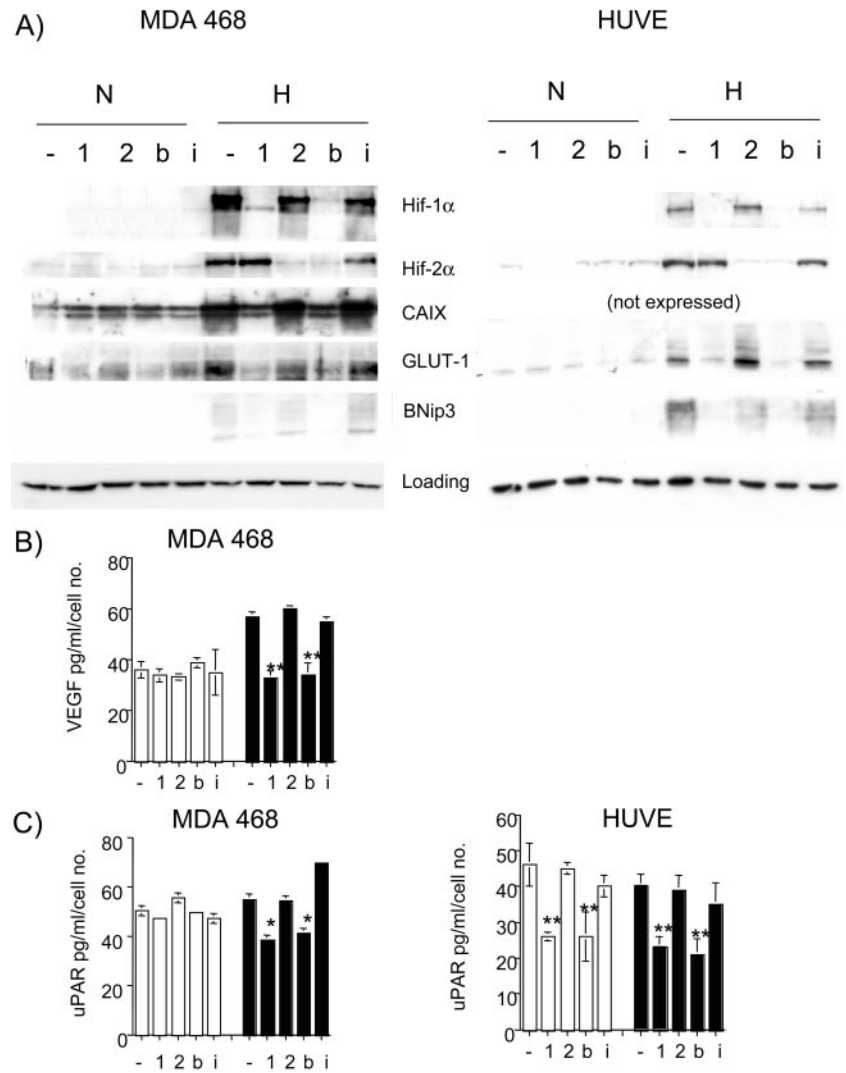 A) MDA 468 HUVE
N H N H
- 1 2 b i - 1 2 b i - 1 2 b i - 1 2 b i
Hif-1α
Hif-2α
(not expressed)
CAIX
GLUT-1
BNip3
Loading
B) MDA 468
VEGF pg/ml/cell no.
80
60
40
20
0
** **
- 1 2 b i - 1 2 b i
C) MDA 468
uPAR pg/ml/cell no.
80
60
40
20
0
* *
- 1 2 b i - 1 2 b i
HUVE
uPAR pg/ml/cell no.
60
50
40
30
20
10
0
** ** ** **
- 1 2 b i - 1 2 b i